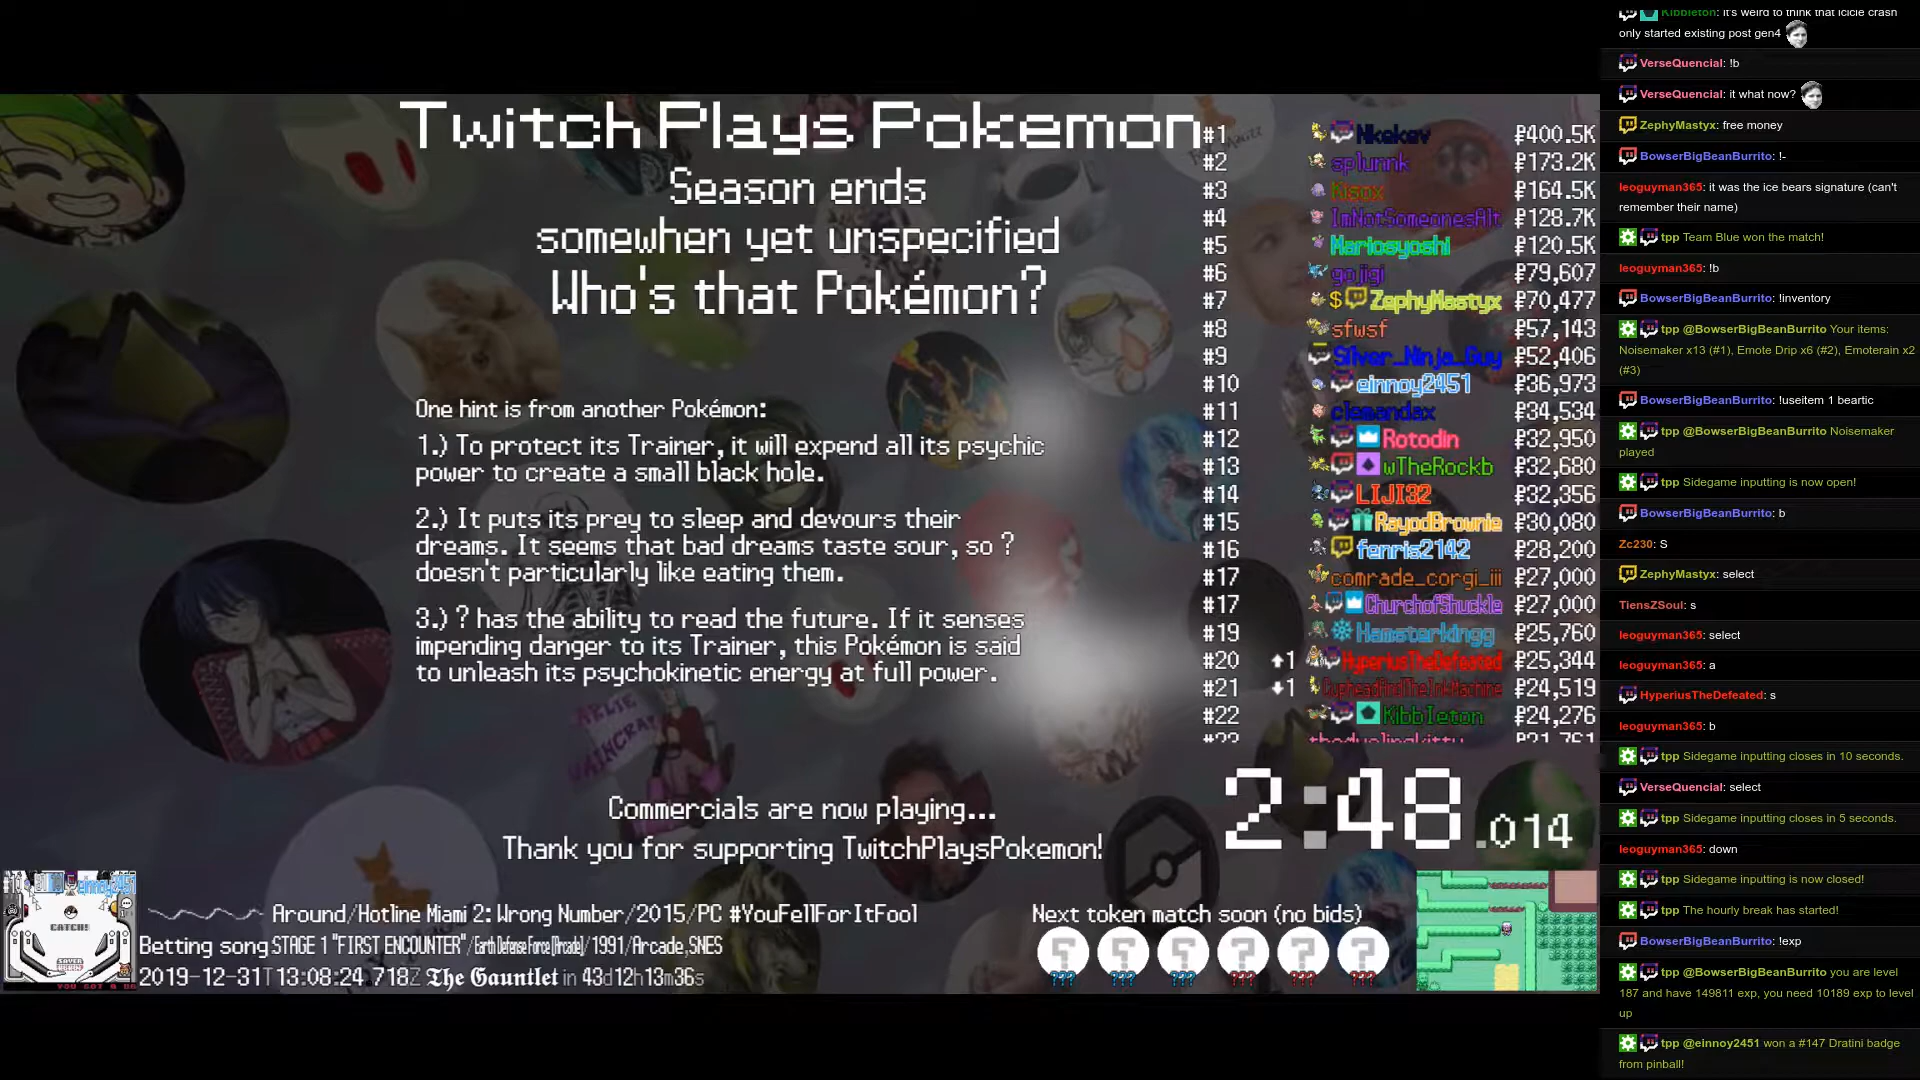 Twitch Plays Pokemon
Season ends
somewhen yet unspecified
Who's that Pokémon?
One hint is from another Pokémon:
1.) To protect its Trainer, it will expend all its psychic
power to create a small black hole.
2.) It puts its prey to sleep and devours their
dreams. It seems that bad dreams taste sour, so ?
doesn't particularly like eating them.
3.) ? has the ability to read the future. If it senses
impending danger to its Trainer, this Pokémon is said
to unleash its psychokinetic energy at full power.
Commercials are now playing...
Thank you for supporting TwitchPlaysPokemon!
#1 Nkekev ₽400.5K
#2 splunnk ₽173.2K
#3 Kisox ₽164.5K
#4 ImNotSomeonesAlt ₽128.7K
#5 Mariosyoshi ₽120.5K
#6 gojigi ₽79,607
#7 $ ZephyMastyx ₽70,477
#8 sfwsf ₽57,143
#9 Silver_Ninja_Guy ₽52,406
#10 einnoy2451 ₽36,973
#11 clemandax ₽34,534
#12 Rotodin ₽32,950
#13 wTheRockb ₽32,680
#14 LIJI32 ₽32,356
#15 RayodBrownie ₽30,080
#16 fenris2142 ₽28,200
#17 comrade_corgi_iii ₽27,000
#17 ChurchofShuckle ₽27,000
#19 Hamsterkingg ₽25,760
#20 ↑1 HyperiusTheDefeated ₽25,344
#21 ↓1 CupheadAndTheInkMachine ₽24,519
#22 Kibbleton ₽24,276
#23 theduelingkitty ₽21,761
2:48.014
CATCH!
Around/Hotline Miami 2: Wrong Number/2015/PC #YouFellForItFool
Betting song: STAGE 1 "FIRST ENCOUNTER"/Earth Defense Force (Arcade)/1991/Arcade,SNES
2019-12-31T13:08:24.718Z The Gauntlet in 43d12h13m36s
Next token match soon (no bids)
? ? ? ? ? ?
??? ??? ??? ??? ??? ???
Kibbleton: it's weird to think that icicle crash
only started existing post gen4
VerseQuencial: !b
VerseQuencial: it what now?
ZephyMastyx: free money
BowserBigBeanBurrito: !-
leoguyman365: it was the ice bears signature (can't
remember their name)
tpp Team Blue won the match!
leoguyman365: !b
BowserBigBeanBurrito: !inventory
tpp @BowserBigBeanBurrito Your items:
Noisemaker x13 (#1), Emote Drip x6 (#2), Emoterain x2
(#3)
BowserBigBeanBurrito: !useitem 1 beartic
tpp @BowserBigBeanBurrito Noisemaker
played
tpp Sidegame inputting is now open!
BowserBigBeanBurrito: b
Zc230: S
ZephyMastyx: select
TiensZSoul: s
leoguyman365: select
leoguyman365: a
HyperiusTheDefeated: s
leoguyman365: b
tpp Sidegame inputting closes in 10 seconds.
VerseQuencial: select
tpp Sidegame inputting closes in 5 seconds.
leoguyman365: down
tpp Sidegame inputting is now closed!
tpp The hourly break has started!
BowserBigBeanBurrito: !exp
tpp @BowserBigBeanBurrito you are level
187 and have 149811 exp, you need 10189 exp to level
up
tpp @einnoy2451 won a #147 Dratini badge
from pinball!